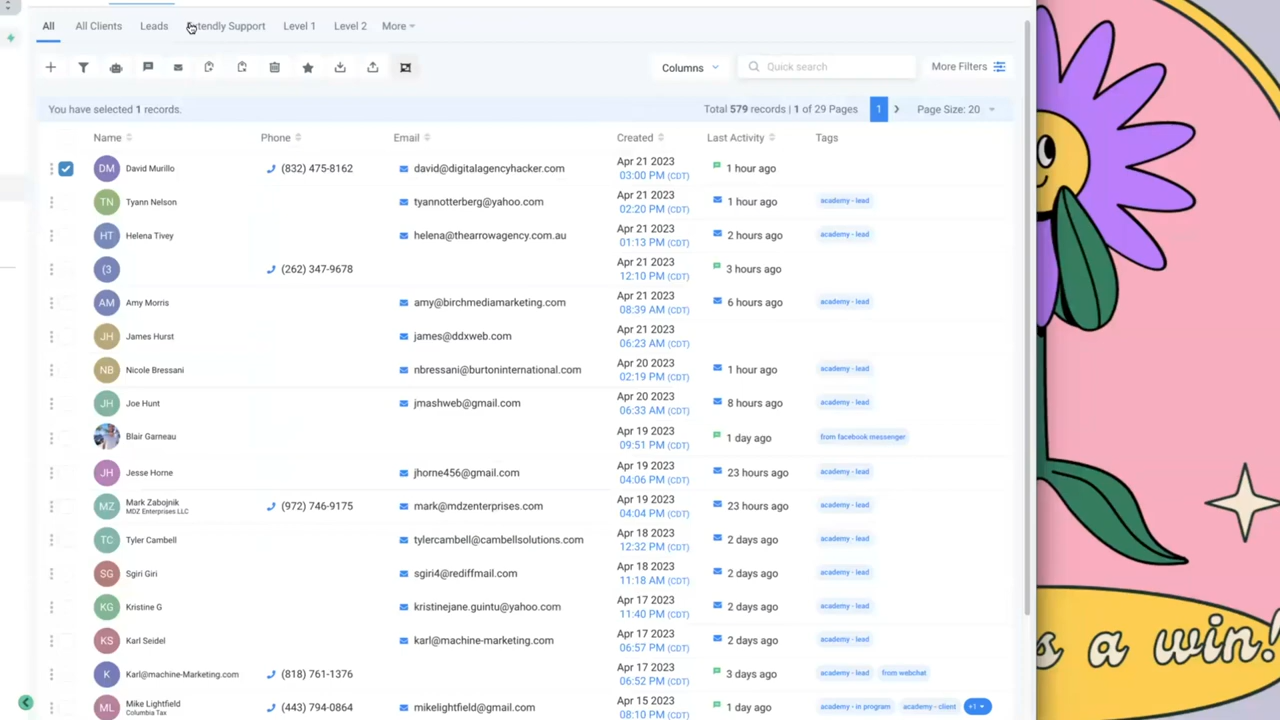 All All Clients Leads xtendly Support Level 1 Level 2 More
Columns Quick search More Filters
You have selected 1 records. Total 579 records | 1 of 29 Pages 1 Page Size: 20
Name Phone Email Created Last Activity Tags
DM David Murillo (832) 475-8162 david@digitalagencyhacker.com Apr 21 2023 1 hour ago
03:00 PM (CDT)
TN Tyann Nelson tyannotterberg@yahoo.com Apr 21 2023 1 hour ago academy - lead
02:20 PM (CDT)
HT Helena Tivey helena@thearrowagency.com.au Apr 21 2023 2 hours ago academy - lead
01:13 PM (CDT)
(3 (262) 347-9678 Apr 21 2023 3 hours ago
12:10 PM (CDT)
AM Amy Morris amy@birchmediamarketing.com Apr 21 2023 6 hours ago academy - lead
08:39 AM (CDT)
JH James Hurst james@ddxweb.com Apr 21 2023
06:23 AM (CDT)
NB Nicole Bressani nbressani@burtoninternational.com Apr 20 2023 1 hour ago academy - lead
02:19 PM (CDT)
JH Joe Hunt jmashweb@gmail.com Apr 20 2023 8 hours ago academy - lead
06:33 AM (CDT)
Blair Garneau Apr 19 2023 1 day ago from facebook messenger
09:51 PM (CDT)
JH Jesse Horne jhorne456@gmail.com Apr 19 2023 23 hours ago academy - lead
04:06 PM (CDT)
MZ Mark Zabojnik (972) 746-9175 mark@mdzenterprises.com Apr 19 2023 23 hours ago academy - lead
MDZ Enterprises LLC 04:04 PM (CDT)
TC Tyler Cambell tylercambell@cambellsolutions.com Apr 18 2023 2 days ago academy - lead
12:32 PM (CDT)
SG Sgiri Giri sgiri4@rediffmail.com Apr 18 2023 2 days ago academy - lead
11:18 AM (CDT)
KG Kristine G kristinejane.guintu@yahoo.com Apr 17 2023 2 days ago academy - lead
11:40 PM (CDT)
KS Karl Seidel karl@machine-marketing.com Apr 17 2023 2 days ago academy - lead
06:57 PM (CDT)
K Karl@machine-Marketing.com (818) 761-1376 Apr 17 2023 3 days ago academy - lead from webchat
06:52 PM (CDT)
ML Mike Lightfield (443) 794-0864 mikelightfield@gmail.com Apr 15 2023 1 day ago academy - in program academy - client +1
Columbia Tax 08:10 PM (CDT)
s a win!